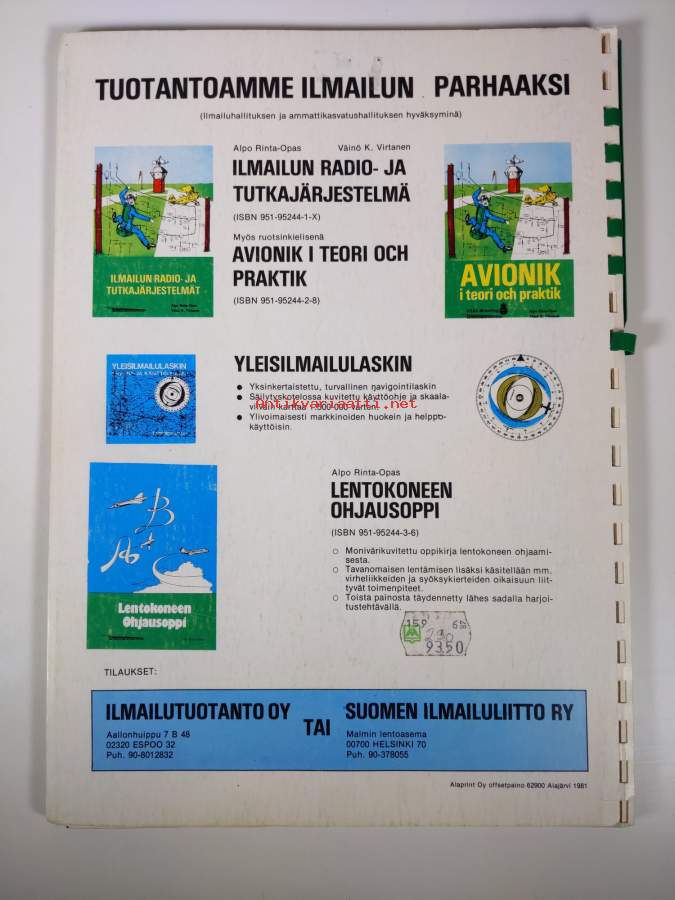 TUOTANTOAMME ILMAILUN PARHAAKSI
(Ilmailuhallituksen ja ammattikasvatushallituksen hyväksyminä)
Alpo Rinta-Opas Väinö K. Virtanen
ILMAILUN RADIO- JA
TUTKAJÄRJESTELMÄ
(ISBN 951-95244-1-X)
Myös ruotsinkielisenä
AVIONIK I TEORI OCH
PRAKTIK
(ISBN 951-95244-2-8)
ILMAILUN RADIO- JA
TUTKAJÄRJESTELMÄT
AVIONIK
i teori och praktik
YLEISILMAILULASKIN
YLEISILMAILULASKIN
● Yksinkertaistettu, turvallinen navigointilaskin
● Säilytyskotelossa kuvitettu käyttöohje ja skaala-
● Ylivoimaisesti markkinoiden huokein ja helppo-
käyttöisin.
Antikvariaatti.net
Alpo Rinta-Opas
LENTOKONEEN
OHJAUSOPPI
(ISBN 951-95244-3-6)
Lentokoneen
Ohjausoppi
○ Monivärikuvitettu oppikirja lentokoneen ohjaami-
sesta.
○ Tavanomaisen lentämisen lisäksi käsitellään mm.
virheliikkeiden ja syöksykierteiden oikaisuun liit-
tyvät toimenpiteet.
○ Toista painosta täydennetty lähes sadalla harjoi-
tustehtävällä.
159
93.50
TILAUKSET:
ILMAILUTUOTANTO OY
Aallonhuippu 7 B 48
02320 ESPOO 32
Puh. 90-8012832
TAI
SUOMEN ILMAILULIITTO RY
Malmin lentoasema
00700 HELSINKI 70
Puh. 90-378055
Alaprint Oy offsetpaino 62900 Alajärvi 1981